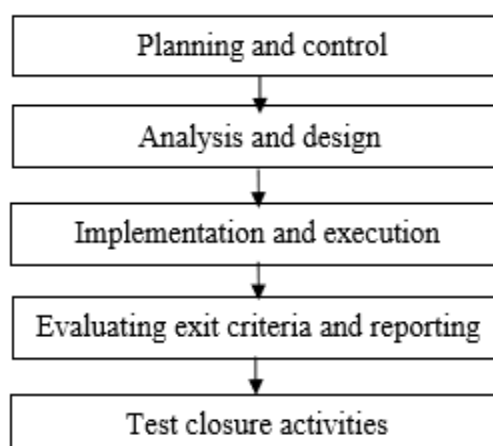 Planning and control
Analysis and design
Implementation and execution
Evaluating exit criteria and reporting
Test closure activities